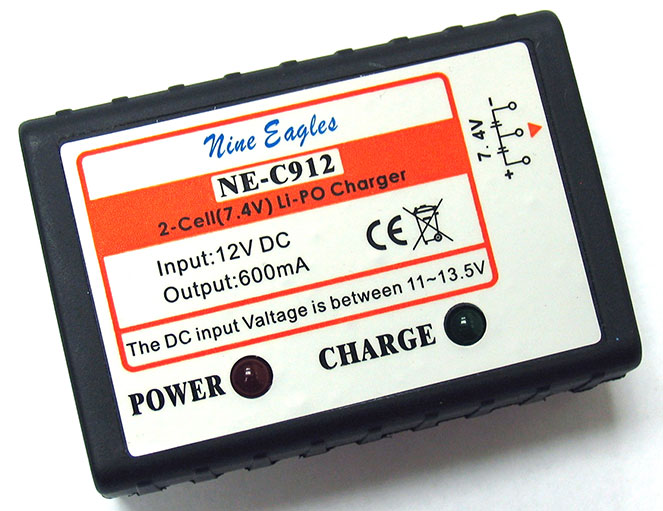 Nine Eagles
NE-C912
2-Cell(7.4V) Li-PO Charger
Input:12V DC
Output:600mA
CE
The DC input Valtage is between 11~13.5V
POWER
CHARGE
7.4V
- +